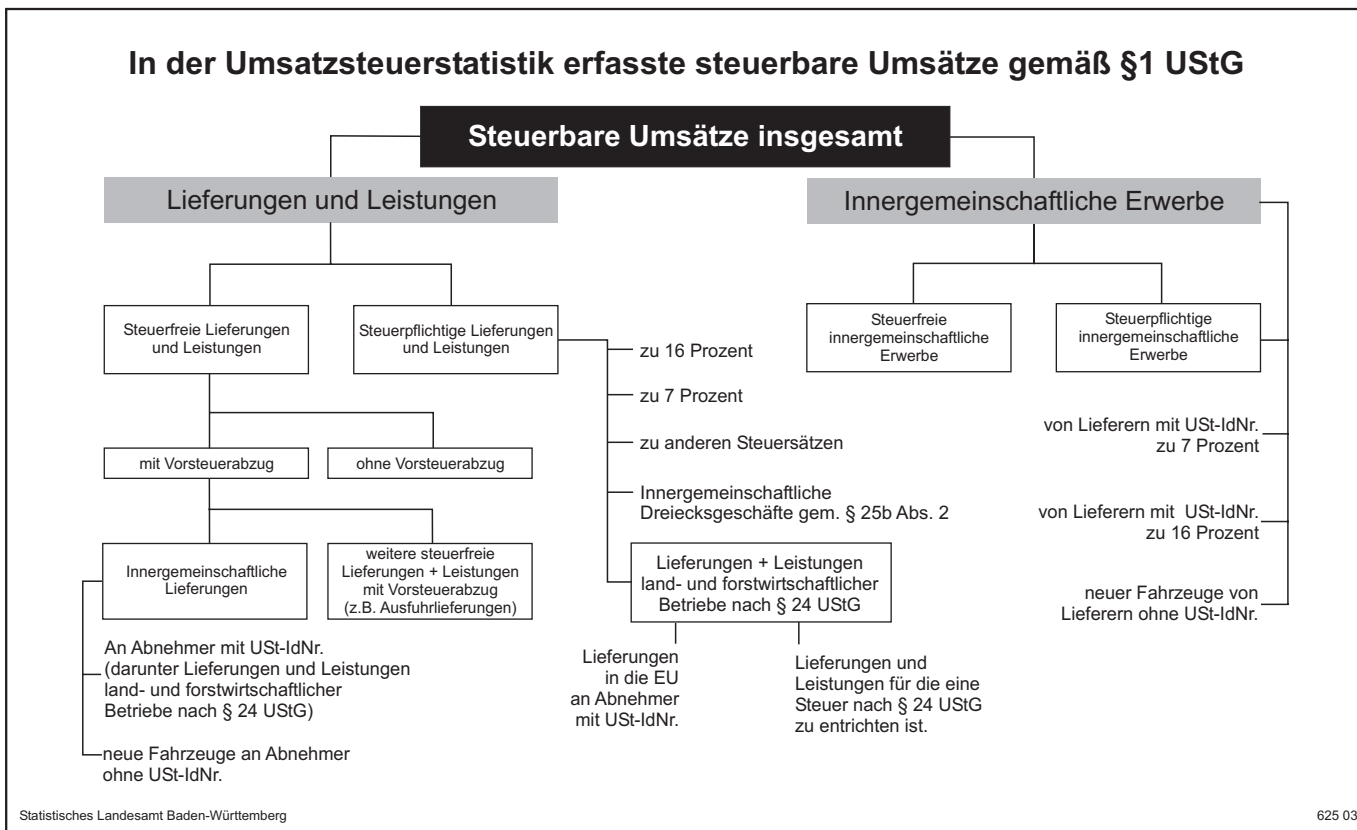 In der Umsatzsteuerstatistik erfasste steuerbare Umsätze gemäß §1 UStG
Steuerbare Umsätze insgesamt
Lieferungen und Leistungen
Innergemeinschaftliche Erwerbe
Steuerfreie Lieferungen
und Leistungen
Steuerpflichtige Lieferungen
und Leistungen
zu 16 Prozent
zu 7 Prozent
zu anderen Steuersätzen
Innergemeinschaftliche
Dreiecksgeschäfte gem. § 25b Abs. 2
Lieferungen + Leistungen
land- und forstwirtschaftlicher
Betriebe nach § 24 UStG
Lieferungen
in die EU
an Abnehmer
mit USt-IdNr.
Lieferungen und
Leistungen für die eine
Steuer nach § 24 UStG
zu entrichten ist.
mit Vorsteuerabzug
ohne Vorsteuerabzug
Innergemeinschaftliche
Lieferungen
weitere steuerfreie
Lieferungen + Leistungen
mit Vorsteuerabzug
(z.B. Ausfuhrlieferungen)
An Abnehmer mit USt-IdNr.
(darunter Lieferungen und Leistungen
land- und forstwirtschaftlicher
Betriebe nach § 24 UStG)
neue Fahrzeuge an Abnehmer
ohne USt-IdNr.
Steuerfreie
innergemeinschaftliche
Erwerbe
Steuerpflichtige
innergemeinschaftliche
Erwerbe
von Lieferern mit USt-IdNr.
zu 7 Prozent
von Lieferern mit USt-IdNr.
zu 16 Prozent
neuer Fahrzeuge von
Lieferern ohne USt-IdNr.
Statistisches Landesamt Baden-Württemberg
625 03